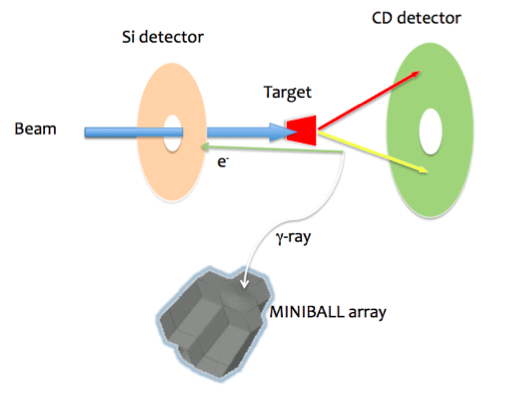 CD detector
Si detector
Target
Beam
e-
γ-ray
MINIBALL array